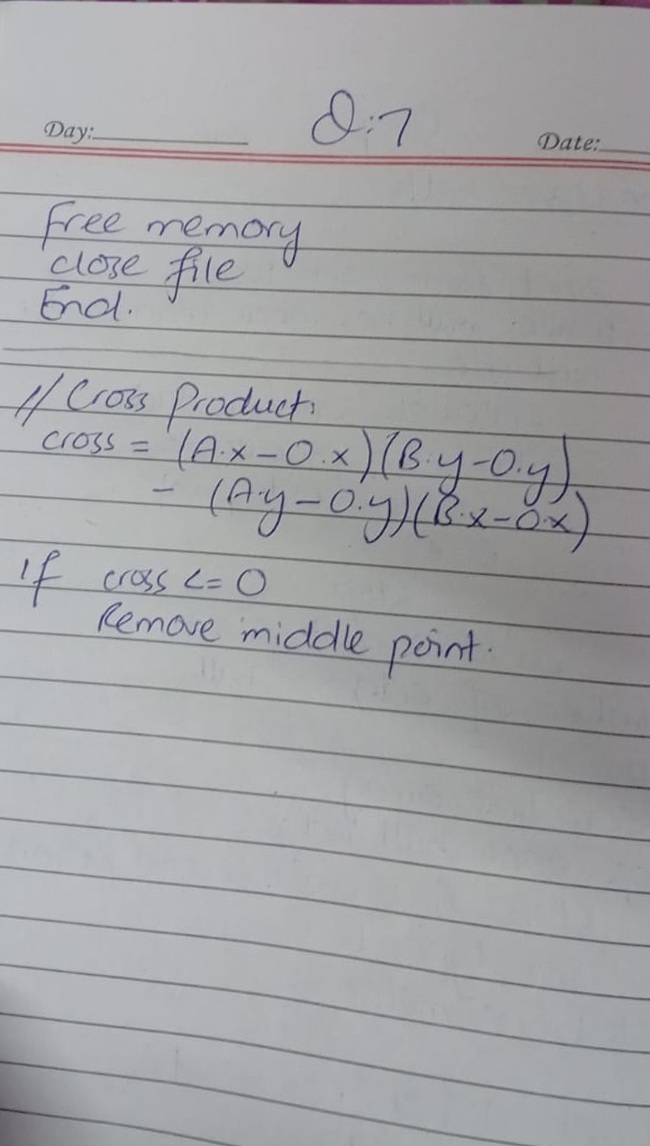 Day:
Q:7
Date:
Free memory
close file
End.
// Cross Product:
cross = (A.x-O.x)(B.y-O.y)
- (A.y-O.y)(B.x-O.x)
If cross <= 0
Remove middle point.